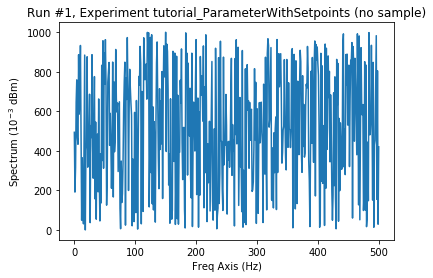 Run #1, Experiment tutorial_ParameterWithSetpoints (no sample)
1000
800
600
400
200
0
Spectrum (10⁻³ dBm)
0 100 200 300 400 500
Freq Axis (Hz)